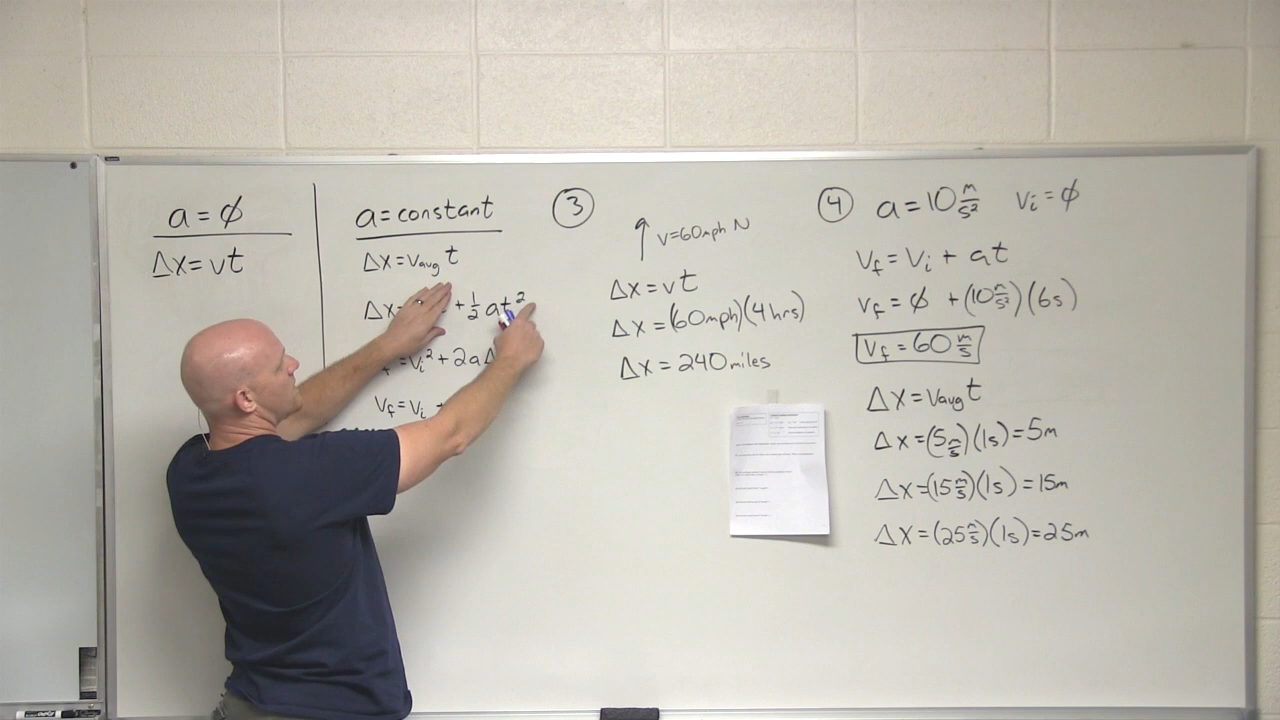 a = ϕ
Δx = vt
a = constant
Δx = v_avg t
Δx = + ½ at²
= v_i² + 2a Δ
v_f = v_i +
③
v=60mph N
Δx = vt
Δx = (60mph)(4hrs)
Δx = 240 miles
④ a = 10 m/s² v_i = ϕ
v_f = v_i + at
v_f = ϕ + (10 m/s²)(6s)
v_f = 60 m/s
Δx = v_avg t
Δx = (5 m/s)(1s) = 5m
Δx = (15 m/s)(1s) = 15m
Δx = (25 m/s)(1s) = 25m